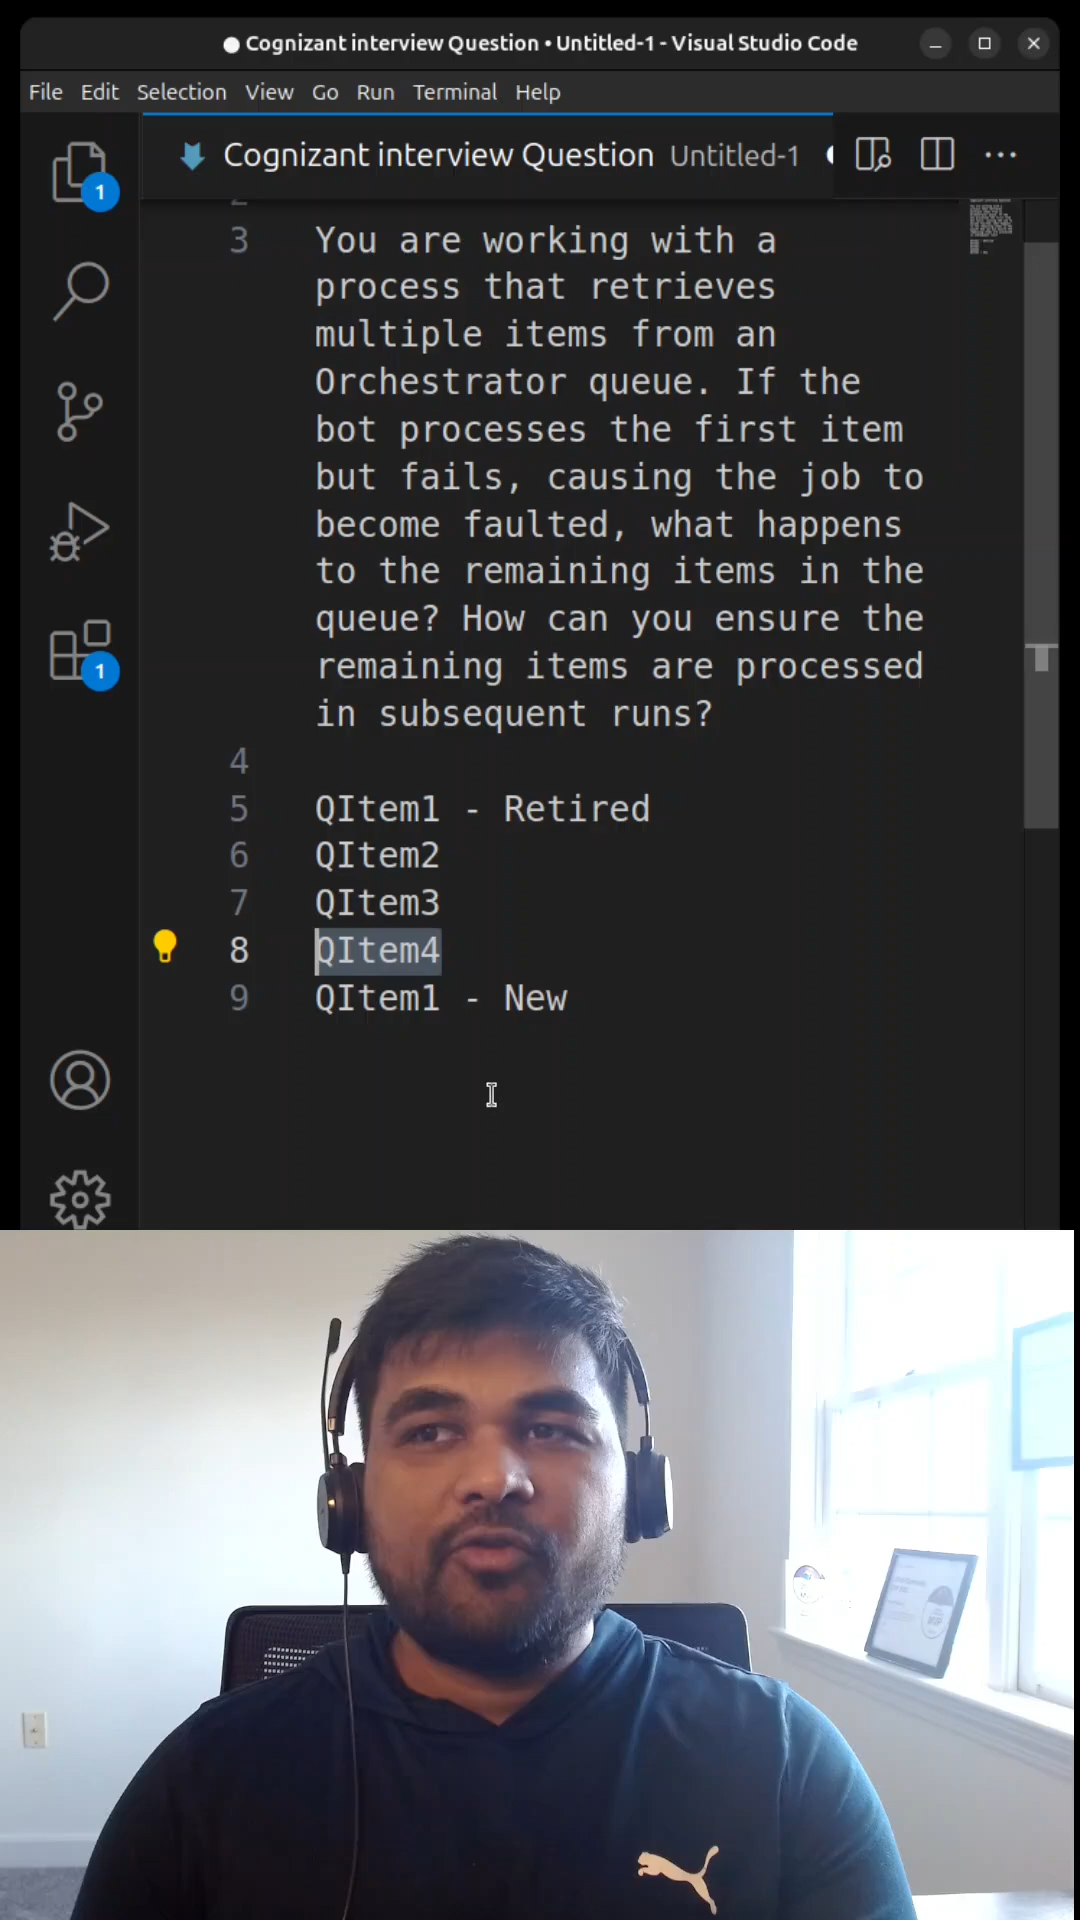 Cognizant interview Question • Untitled-1 - Visual Studio Code
File Edit Selection View Go Run Terminal Help
Cognizant interview Question Untitled-1
1
3 You are working with a
process that retrieves
multiple items from an
Orchestrator queue. If the
bot processes the first item
but fails, causing the job to
become faulted, what happens
to the remaining items in the
queue? How can you ensure the
remaining items are processed
in subsequent runs?
1
4
5 QItem1 - Retired
6 QItem2
7 QItem3
8 QItem4
9 QItem1 - New